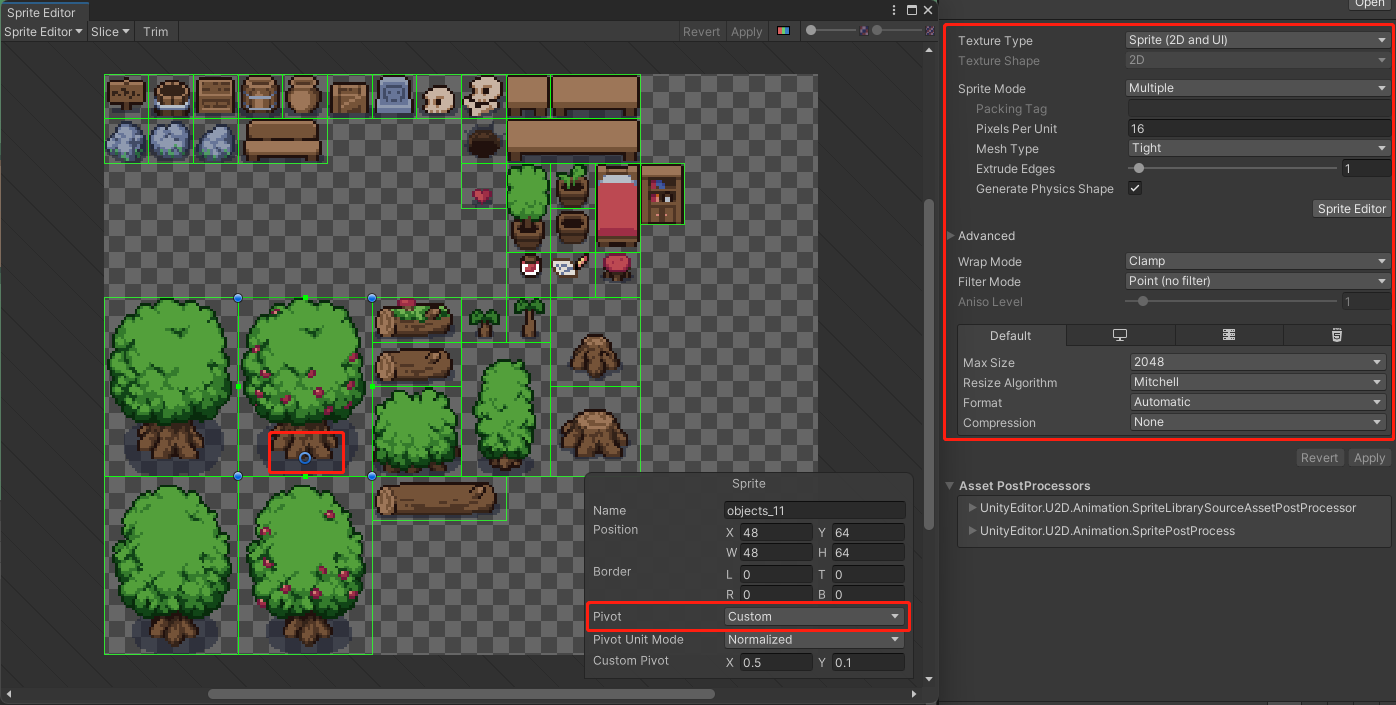 Sprite Editor
Sprite Editor Slice Trim Revert Apply
Open
Texture Type Sprite (2D and UI)
Texture Shape 2D
Sprite Mode Multiple
Packing Tag
Pixels Per Unit 16
Mesh Type Tight
Extrude Edges 1
Generate Physics Shape
Sprite Editor
Advanced
Wrap Mode Clamp
Filter Mode Point (no filter)
Aniso Level 1
Default
Max Size 2048
Resize Algorithm Mitchell
Format Automatic
Compression None
Revert Apply
Asset PostProcessors
UnityEditor.U2D.Animation.SpriteLibrarySourceAssetPostProcessor
UnityEditor.U2D.Animation.SpritePostProcess
Sprite
Name objects_11
Position X 48 Y 64
W 48 H 64
Border L 0 T 0
R 0 B 0
Pivot Custom
Pivot Unit Mode Normalized
Custom Pivot X 0.5 Y 0.1